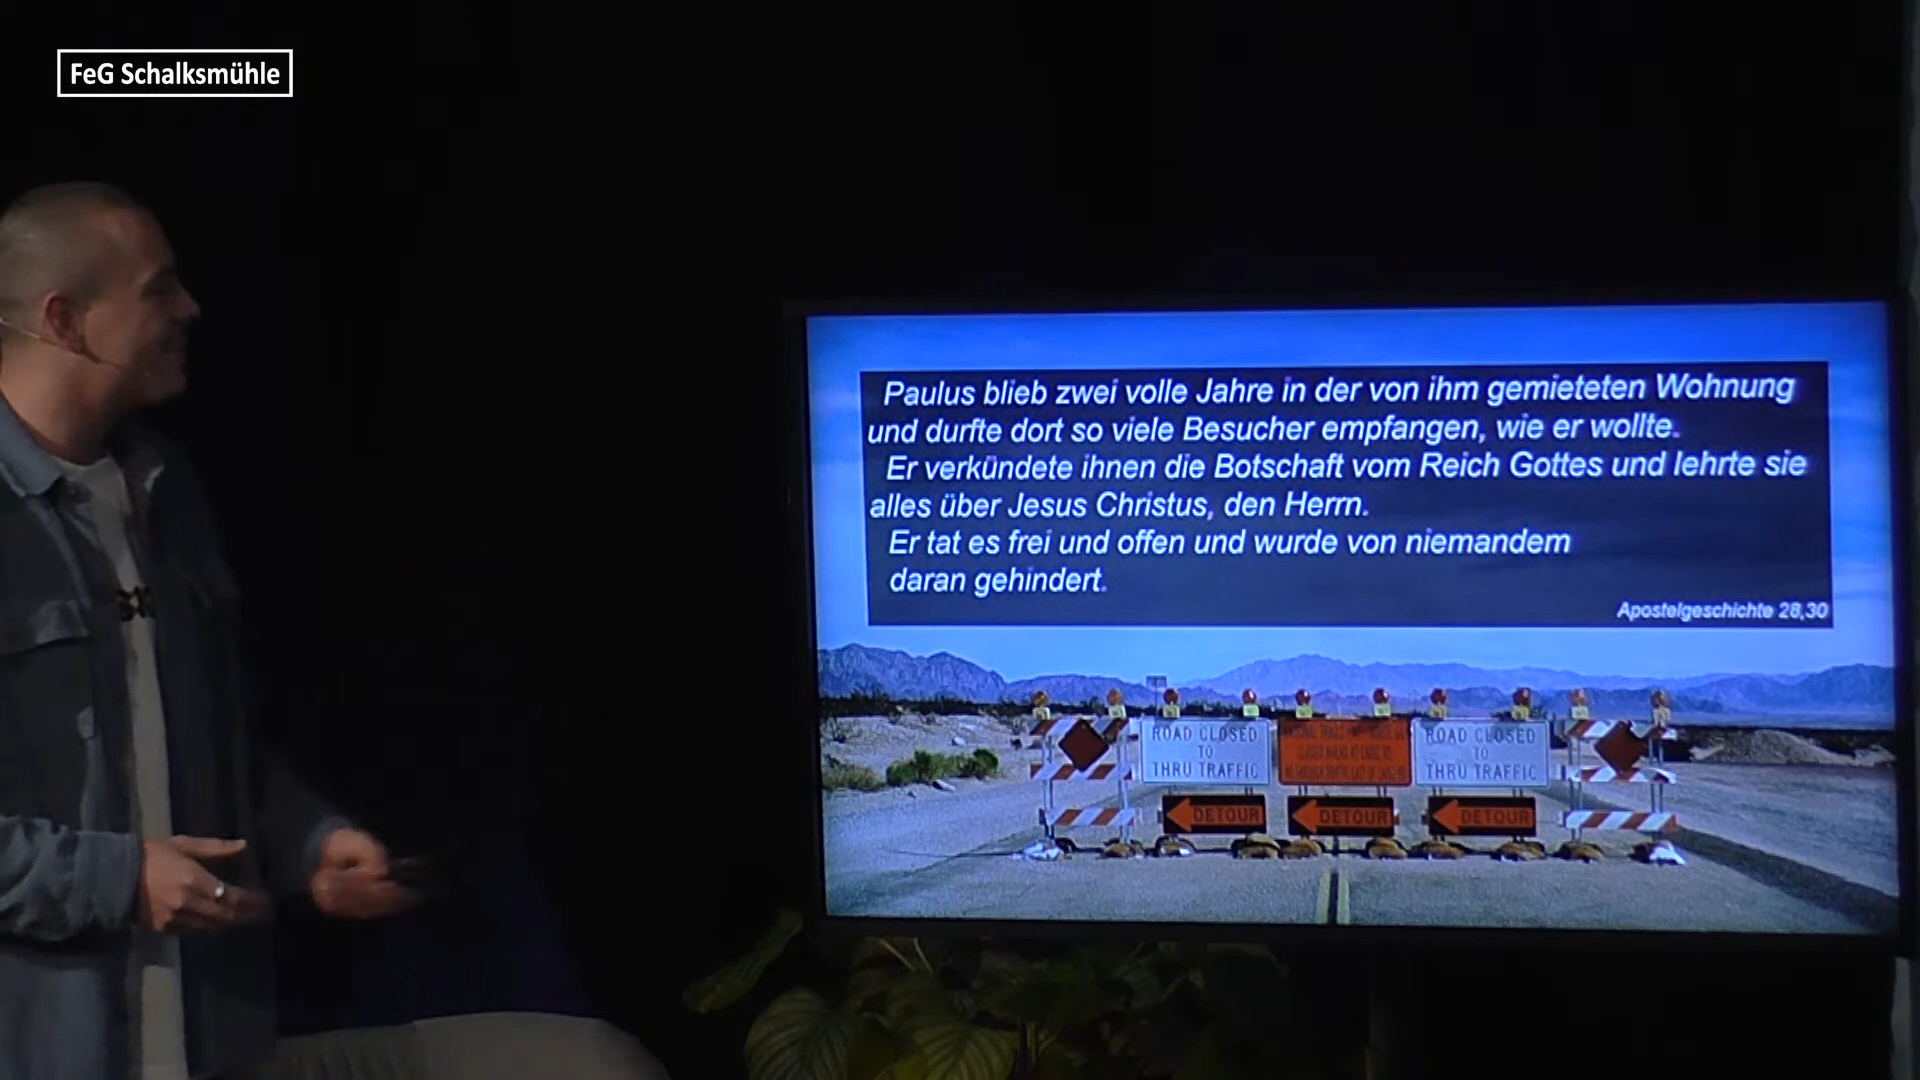 FeG Schalksmühle
Paulus blieb zwei volle Jahre in der von ihm gemieteten Wohnung
und durfte dort so viele Besucher empfangen, wie er wollte.
Er verkündete ihnen die Botschaft vom Reich Gottes und lehrte sie
alles über Jesus Christus, den Herrn.
Er tat es frei und offen und wurde von niemandem
daran gehindert.
Apostelgeschichte 28,30
ROAD CLOSED
TO
THRU TRAFFIC
ROAD CLOSED
TO
THRU TRAFFIC
DETOUR
DETOUR
DETOUR